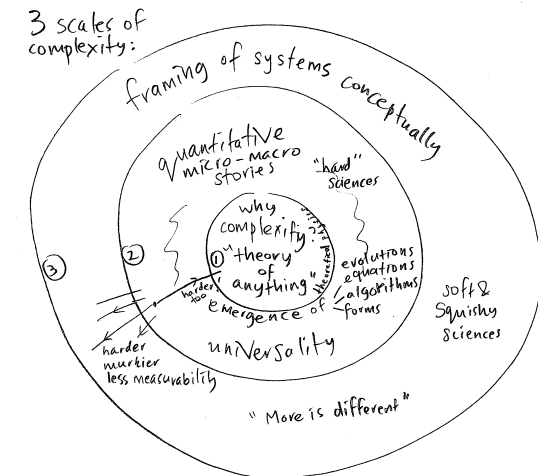 3 scales of
complexity:
framing of systems conceptually
quantitative
micro-macro
stories
"hard"
sciences
why
complexity:
"theory
of
anything"
theoretical physics?
1
2
3
harder
too
emergence of
evolutions
equations
algorithms
forms
universality
soft &
squishy
sciences
harder
murkier
less measurability
"More is different"